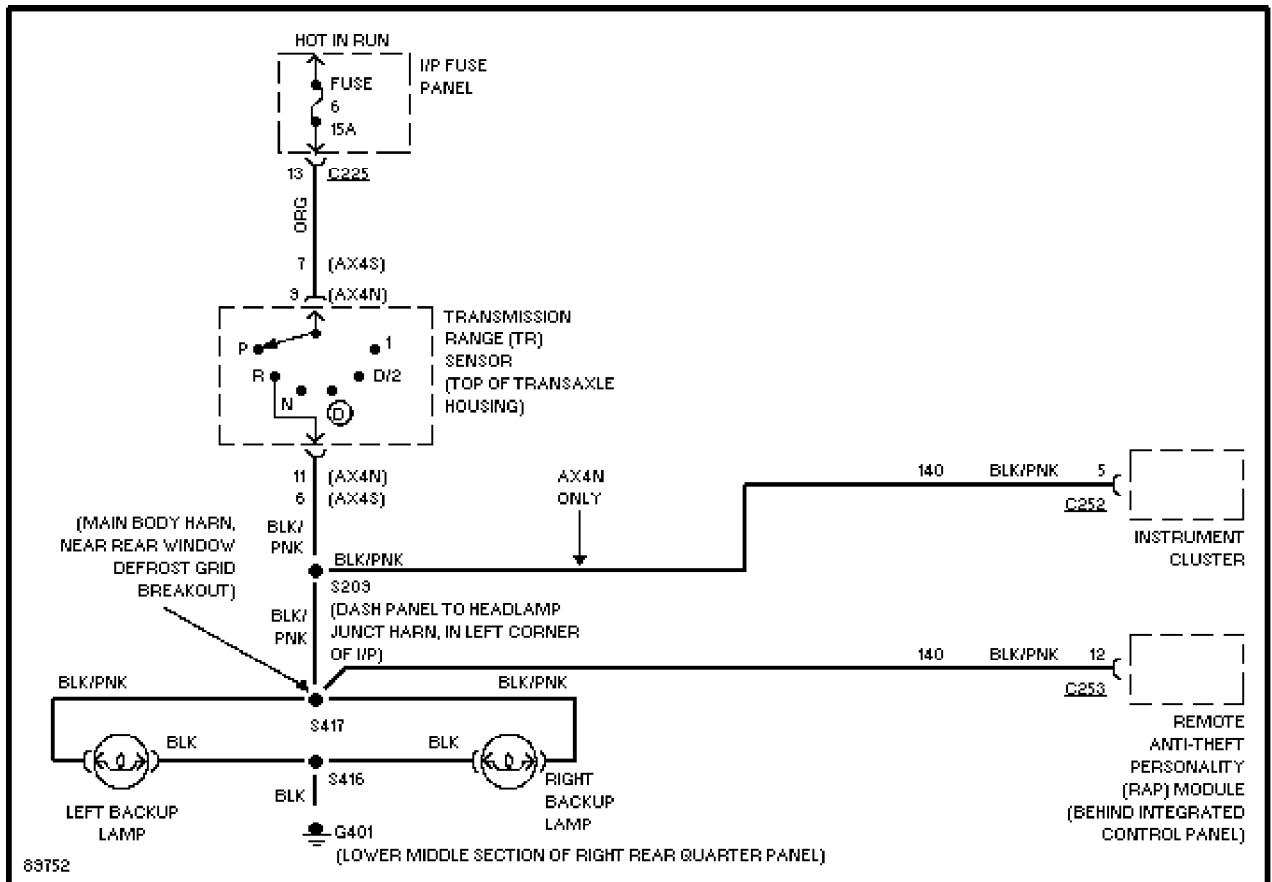 HOT IN RUN
I/P FUSE
PANEL
FUSE
6
15A
13 C225
ORG
7 (AX4S)
9 (AX4N)
TRANSMISSION
RANGE (TR)
SENSOR
(TOP OF TRANSAXLE
HOUSING)
P
1
R
D/2
N
D
11 (AX4N)
6 (AX4S)
AX4N
ONLY
140 BLK/PNK 5
C252
INSTRUMENT
CLUSTER
(MAIN BODY HARN,
NEAR REAR WINDOW
DEFROST GRID
BREAKOUT)
BLK/
PNK
BLK/PNK
S209
(DASH PANEL TO HEADLAMP
JUNCT HARN, IN LEFT CORNER
OF I/P)
BLK/
PNK
140 BLK/PNK 12
C253
BLK/PNK
BLK/PNK
S417
BLK
BLK
S416
BLK
LEFT BACKUP
LAMP
RIGHT
BACKUP
LAMP
REMOTE
ANTI-THEFT
PERSONALITY
(RAP) MODULE
(BEHIND INTEGRATED
CONTROL PANEL)
G401
(LOWER MIDDLE SECTION OF RIGHT REAR QUARTER PANEL)
89752